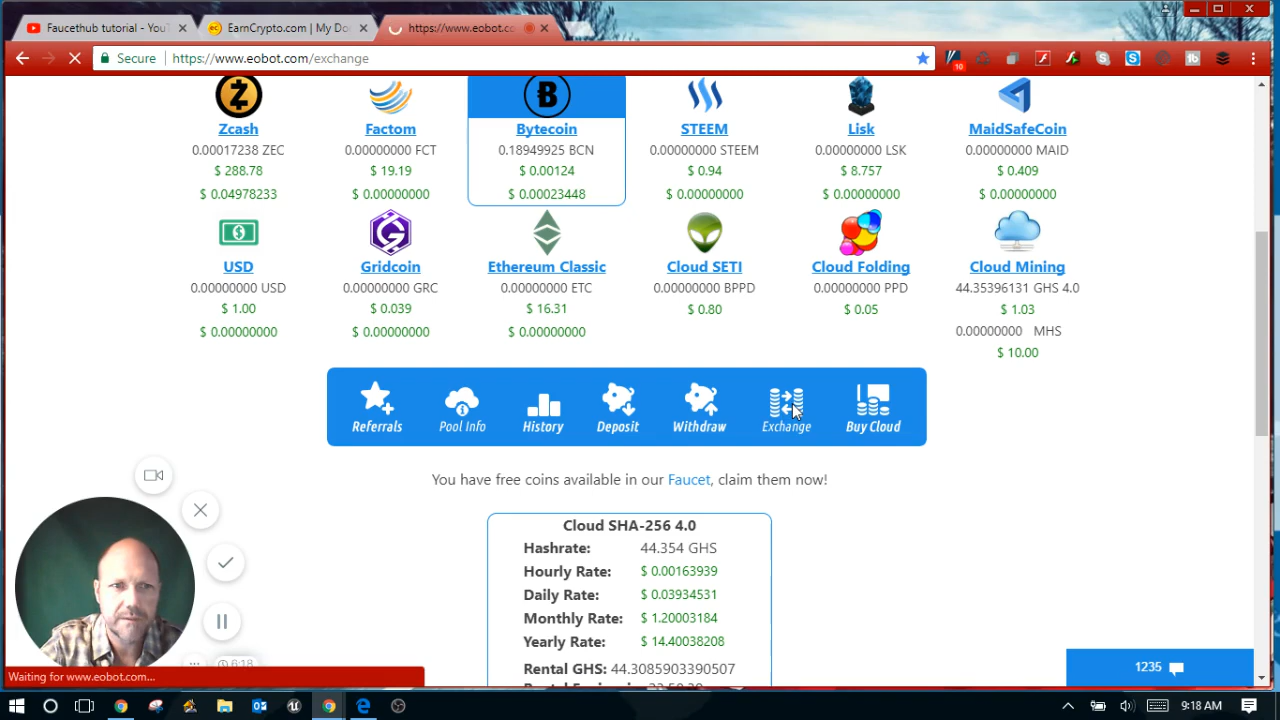 Faucethub tutorial - YouT
EarnCrypto.com | My Do
https://www.eobot.c
Secure
https://www.eobot.com/exchange
10
Zcash
Factom
Bytecoin
STEEM
Lisk
MaidSafeCoin
0.00017238 ZEC
0.00000000 FCT
0.18949925 BCN
0.00000000 STEEM
0.00000000 LSK
0.00000000 MAID
$ 288.78
$ 19.19
$ 0.00124
$ 0.94
$ 8.757
$ 0.409
$ 0.04978233
$ 0.00000000
$ 0.00023448
$ 0.00000000
$ 0.00000000
$ 0.00000000
USD
Gridcoin
Ethereum Classic
Cloud SETI
Cloud Folding
Cloud Mining
0.00000000 USD
0.00000000 GRC
0.00000000 ETC
0.00000000 BPPD
0.00000000 PPD
44.35396131 GHS 4.0
$ 1.00
$ 0.039
$ 16.31
$ 0.80
$ 0.05
$ 1.03
$ 0.00000000
$ 0.00000000
$ 0.00000000
0.00000000 MHS
$ 10.00
Referrals
Pool Info
History
Deposit
Withdraw
Exchange
Buy Cloud
You have free coins available in our Faucet, claim them now!
Cloud SHA-256 4.0
Hashrate: 44.354 GHS
Hourly Rate: $ 0.00163939
Daily Rate: $ 0.03934531
Monthly Rate: $ 1.20003184
Yearly Rate: $ 14.40038208
Rental GHS: 44.3085903390507
6:18
Waiting for www.eobot.com...
1235
9:18 AM